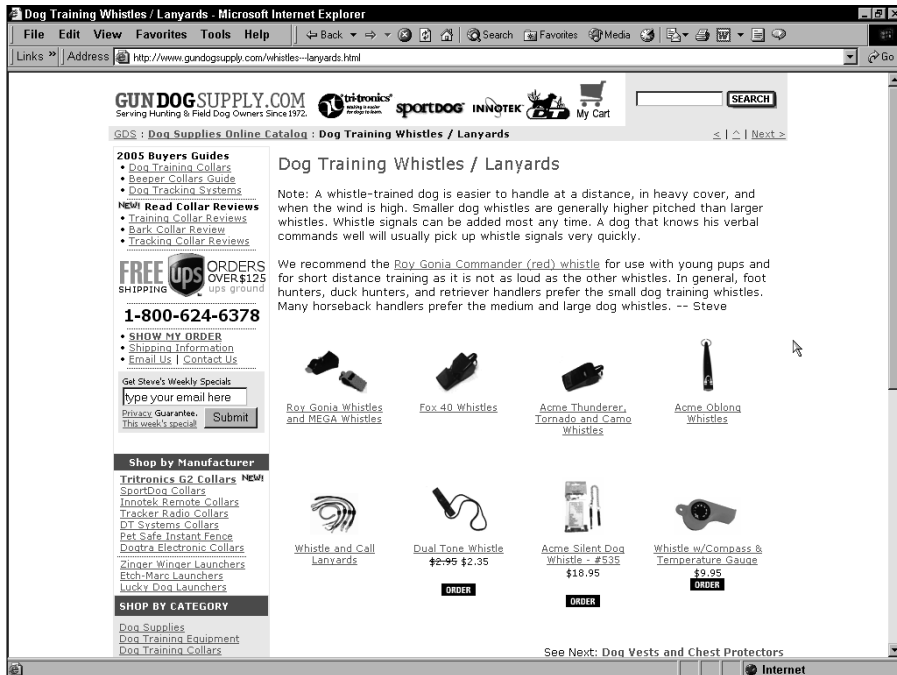 Dog Training Whistles / Lanyards - Microsoft Internet Explorer
File Edit View Favorites Tools Help
Back
Search Favorites Media
Links » Address http://www.gundogsupply.com/whistles---lanyards.html Go
GUN DOG SUPPLY.COM
Serving Hunting & Field Dog Owners Since 1972.
tri-tronics®
Making it easier
for dogs to learn.
SPORTDOG™ INNOTEK® DT
My Cart
SEARCH
GDS : Dog Supplies Online Catalog : Dog Training Whistles / Lanyards
< | ^ | Next >
2005 Buyers Guides
• Dog Training Collars
• Beeper Collars Guide
• Dog Tracking Systems
NEW! Read Collar Reviews
• Training Collar Reviews
• Bark Collar Review
• Tracking Collar Reviews
FREE SHIPPING ups ORDERS OVER $125 ups ground
1-800-624-6378
• SHOW MY ORDER
• Shipping Information
• Email Us | Contact Us
Get Steve's Weekly Specials
type your email here
Privacy Guarantee.
This week's special!
Submit
Shop by Manufacturer
Tritronics G2 Collars NEW!
SportDog Collars
Innotek Remote Collars
Tracker Radio Collars
DT Systems Collars
Pet Safe Instant Fence
Dogtra Electronic Collars
Zinger Winger Launchers
Etch-Marc Launchers
Lucky Dog Launchers
SHOP BY CATEGORY
Dog Supplies
Dog Training Equipment
Dog Training Collars
Dog Training Whistles / Lanyards
Note: A whistle-trained dog is easier to handle at a distance, in heavy cover, and
when the wind is high. Smaller dog whistles are generally higher pitched than larger
whistles. Whistle signals can be added most any time. A dog that knows his verbal
commands well will usually pick up whistle signals very quickly.
We recommend the Roy Gonia Commander (red) whistle for use with young pups and
for short distance training as it is not as loud as the other whistles. In general, foot
hunters, duck hunters, and retriever handlers prefer the small dog training whistles.
Many horseback handlers prefer the medium and large dog whistles. -- Steve
Roy Gonia Whistles
and MEGA Whistles
Fox 40 Whistles
Acme Thunderer,
Tornado and Camo
Whistles
Acme Oblong
Whistles
Whistle and Call
Lanyards
Dual Tone Whistle
$2.95 $2.35
ORDER
Acme Silent Dog
Whistle - #535
$18.95
ORDER
Whistle w/Compass &
Temperature Gauge
$9.95
ORDER
See Next: Dog Vests and Chest Protectors
Internet